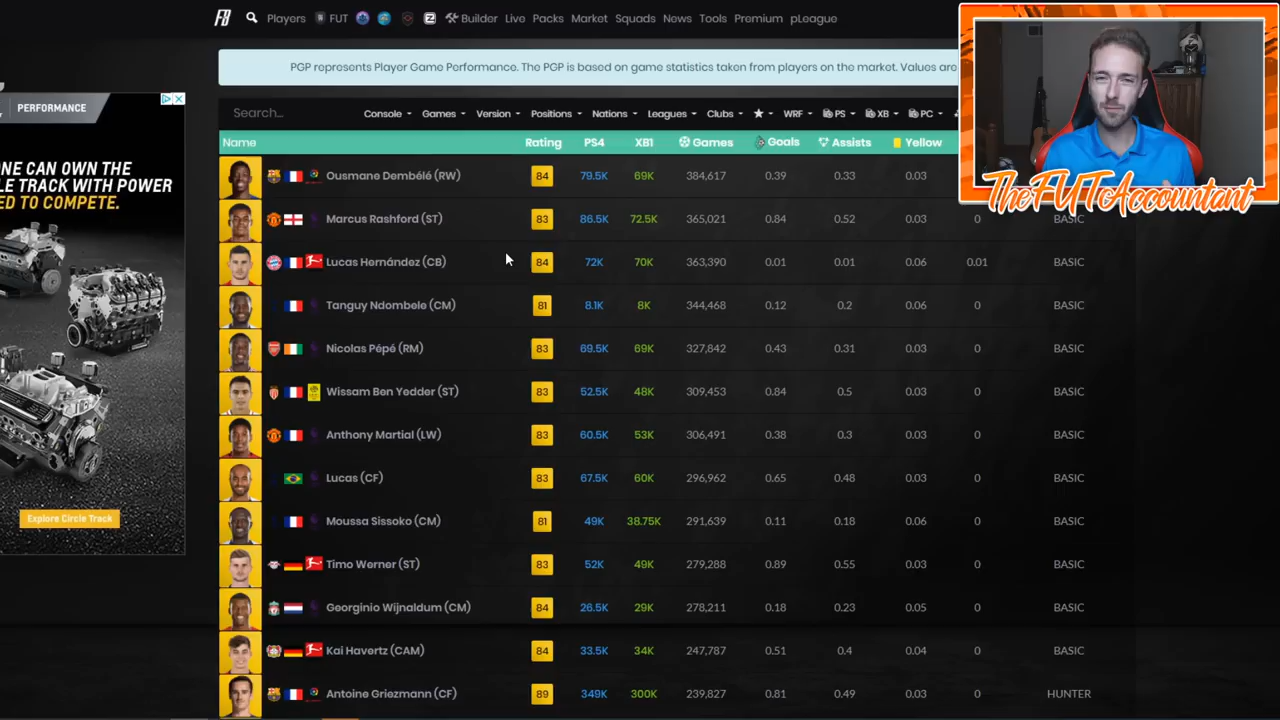 FB Players FUT Z Builder Live Packs Market Squads News Tools Premium pLeague
PGP represents Player Game Performance. The PGP is based on game statistics taken from players on the market. Values are
Search... Console Games Version Positions Nations Leagues Clubs WRF PS XB PC
Name Rating PS4 XB1 Games Goals Assists Yellow
Ousmane Dembélé (RW) 84 79.5K 69K 384,617 0.39 0.33 0.03
Marcus Rashford (ST) 83 86.5K 72.5K 365,021 0.84 0.52 0.03 0 BASIC
Lucas Hernández (CB) 84 72K 70K 363,390 0.01 0.01 0.06 0.01 BASIC
Tanguy Ndombele (CM) 81 8.1K 8K 344,468 0.12 0.2 0.06 0 BASIC
Nicolas Pépé (RM) 83 69.5K 69K 327,842 0.43 0.31 0.03 0 BASIC
Wissam Ben Yedder (ST) 83 52.5K 48K 309,453 0.84 0.5 0.03 0 BASIC
Anthony Martial (LW) 83 60.5K 53K 306,491 0.38 0.3 0.03 0 BASIC
Lucas (CF) 83 67.5K 60K 296,962 0.65 0.48 0.03 0 BASIC
Moussa Sissoko (CM) 81 49K 38.75K 291,639 0.11 0.18 0.06 0 BASIC
Timo Werner (ST) 83 52K 49K 279,288 0.89 0.55 0.03 0 BASIC
Georginio Wijnaldum (CM) 84 26.5K 29K 278,211 0.18 0.23 0.05 0 BASIC
Kai Havertz (CAM) 84 33.5K 34K 247,787 0.51 0.4 0.04 0 BASIC
Antoine Griezmann (CF) 89 349K 300K 239,827 0.81 0.49 0.03 0 HUNTER
PERFORMANCE
ONE CAN OWN THE
LE TRACK WITH POWER
ED TO COMPETE.
Explore Circle Track
TheFUTAccountant